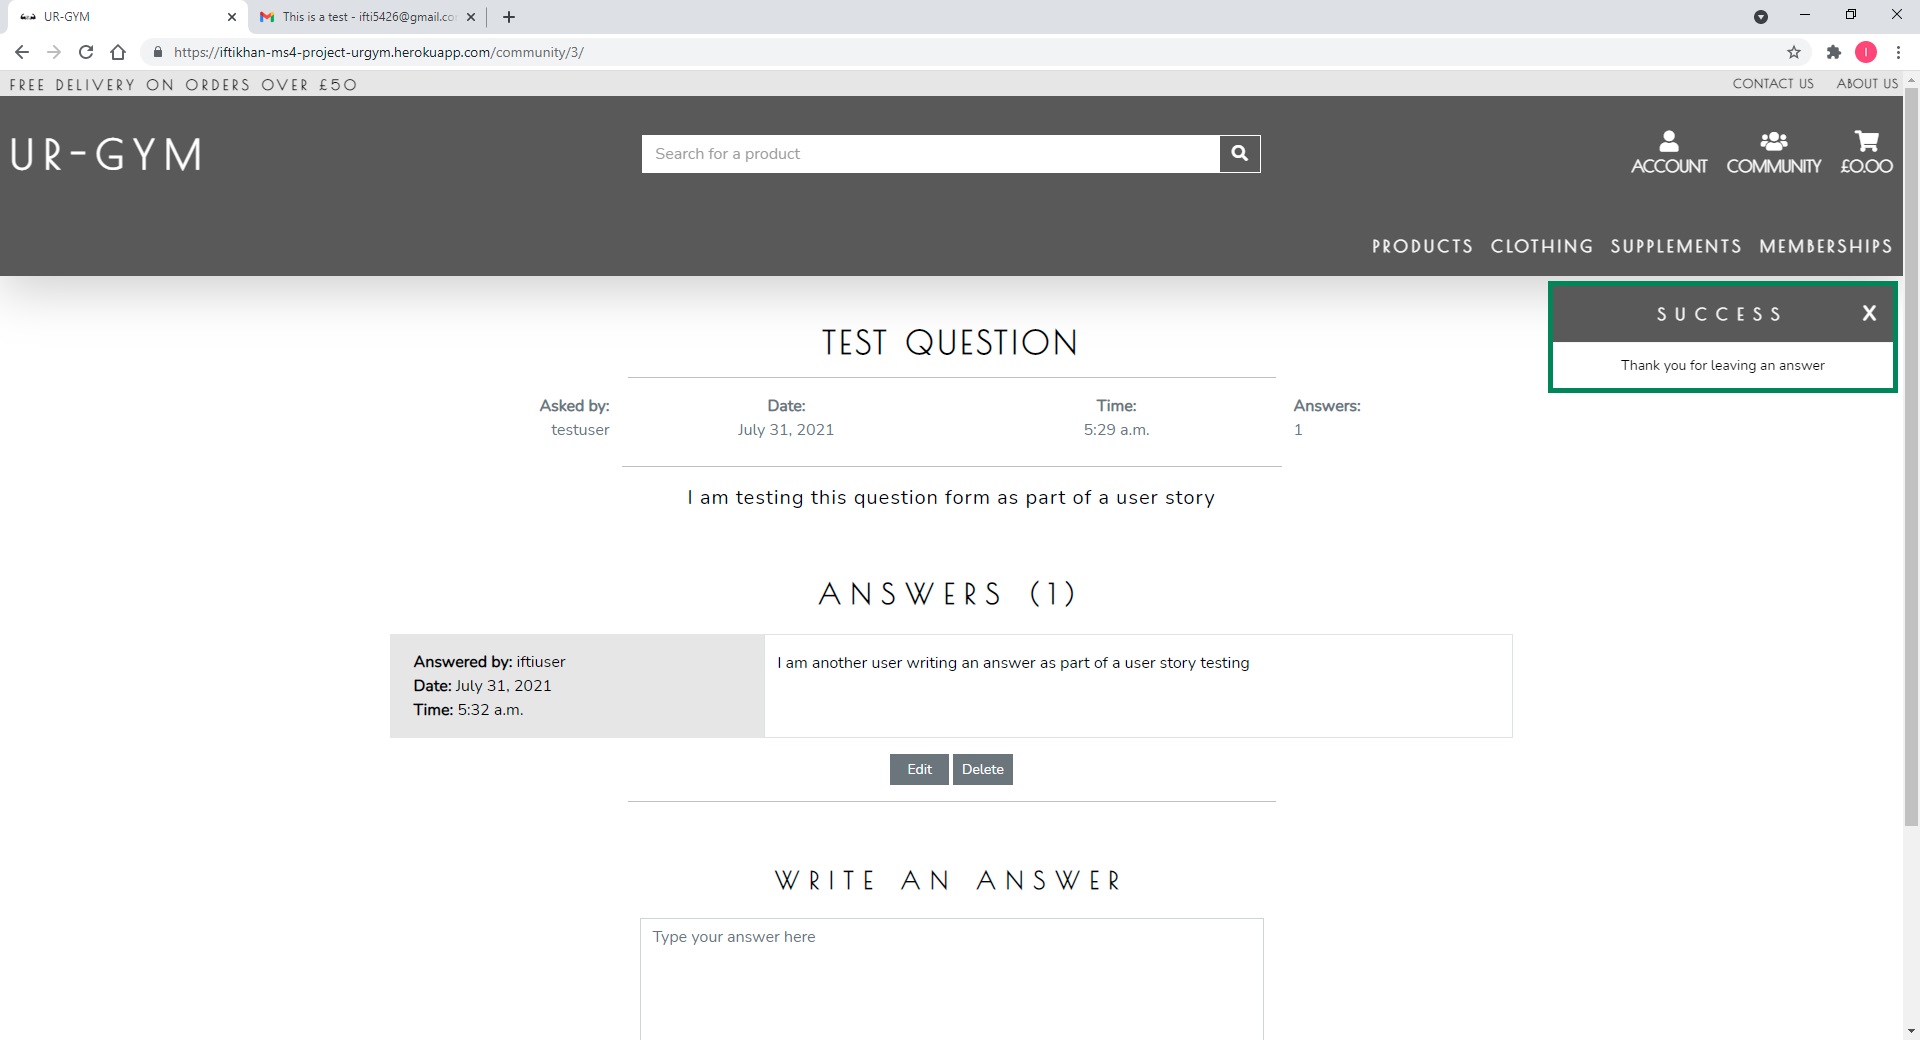 UR-GYM
This is a test - ifti5426@gmail.co
https://iftikhan-ms4-project-urgym.herokuapp.com/community/3/
I
FREE DELIVERY ON ORDERS OVER £50
CONTACT US
ABOUT US
UR-GYM
Search for a product
ACCOUNT
COMMUNITY
£0.00
PRODUCTS
CLOTHING
SUPPLEMENTS
MEMBERSHIPS
SUCCESS
X
Thank you for leaving an answer
TEST QUESTION
Asked by:
testuser
Date:
July 31, 2021
Time:
5:29 a.m.
Answers:
1
I am testing this question form as part of a user story
ANSWERS (1)
Answered by: iftiuser
Date: July 31, 2021
Time: 5:32 a.m.
I am another user writing an answer as part of a user story testing
Edit
Delete
WRITE AN ANSWER
Type your answer here